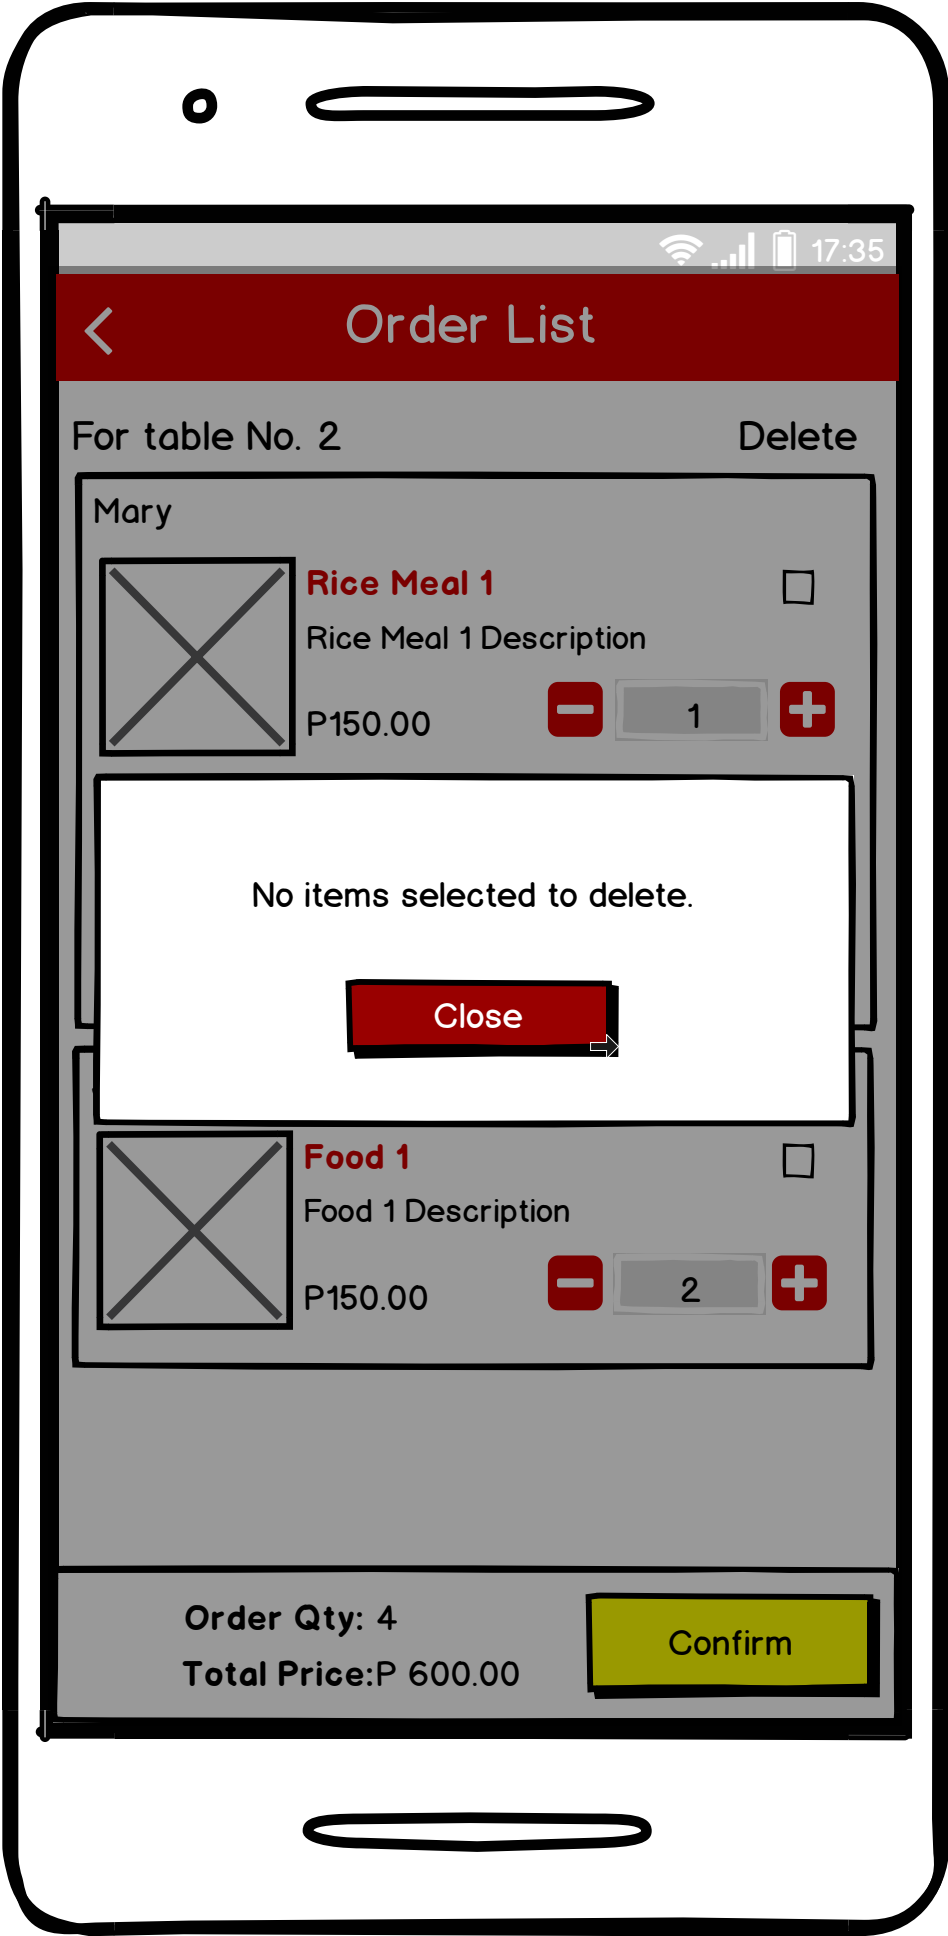 17:35
Order List
For table No. 2
Delete
Mary
Rice Meal 1
Rice Meal 1 Description
P150.00
1
No items selected to delete.
Close
Food 1
Food 1 Description
P150.00
2
Order Qty: 4
Total Price:P 600.00
Confirm